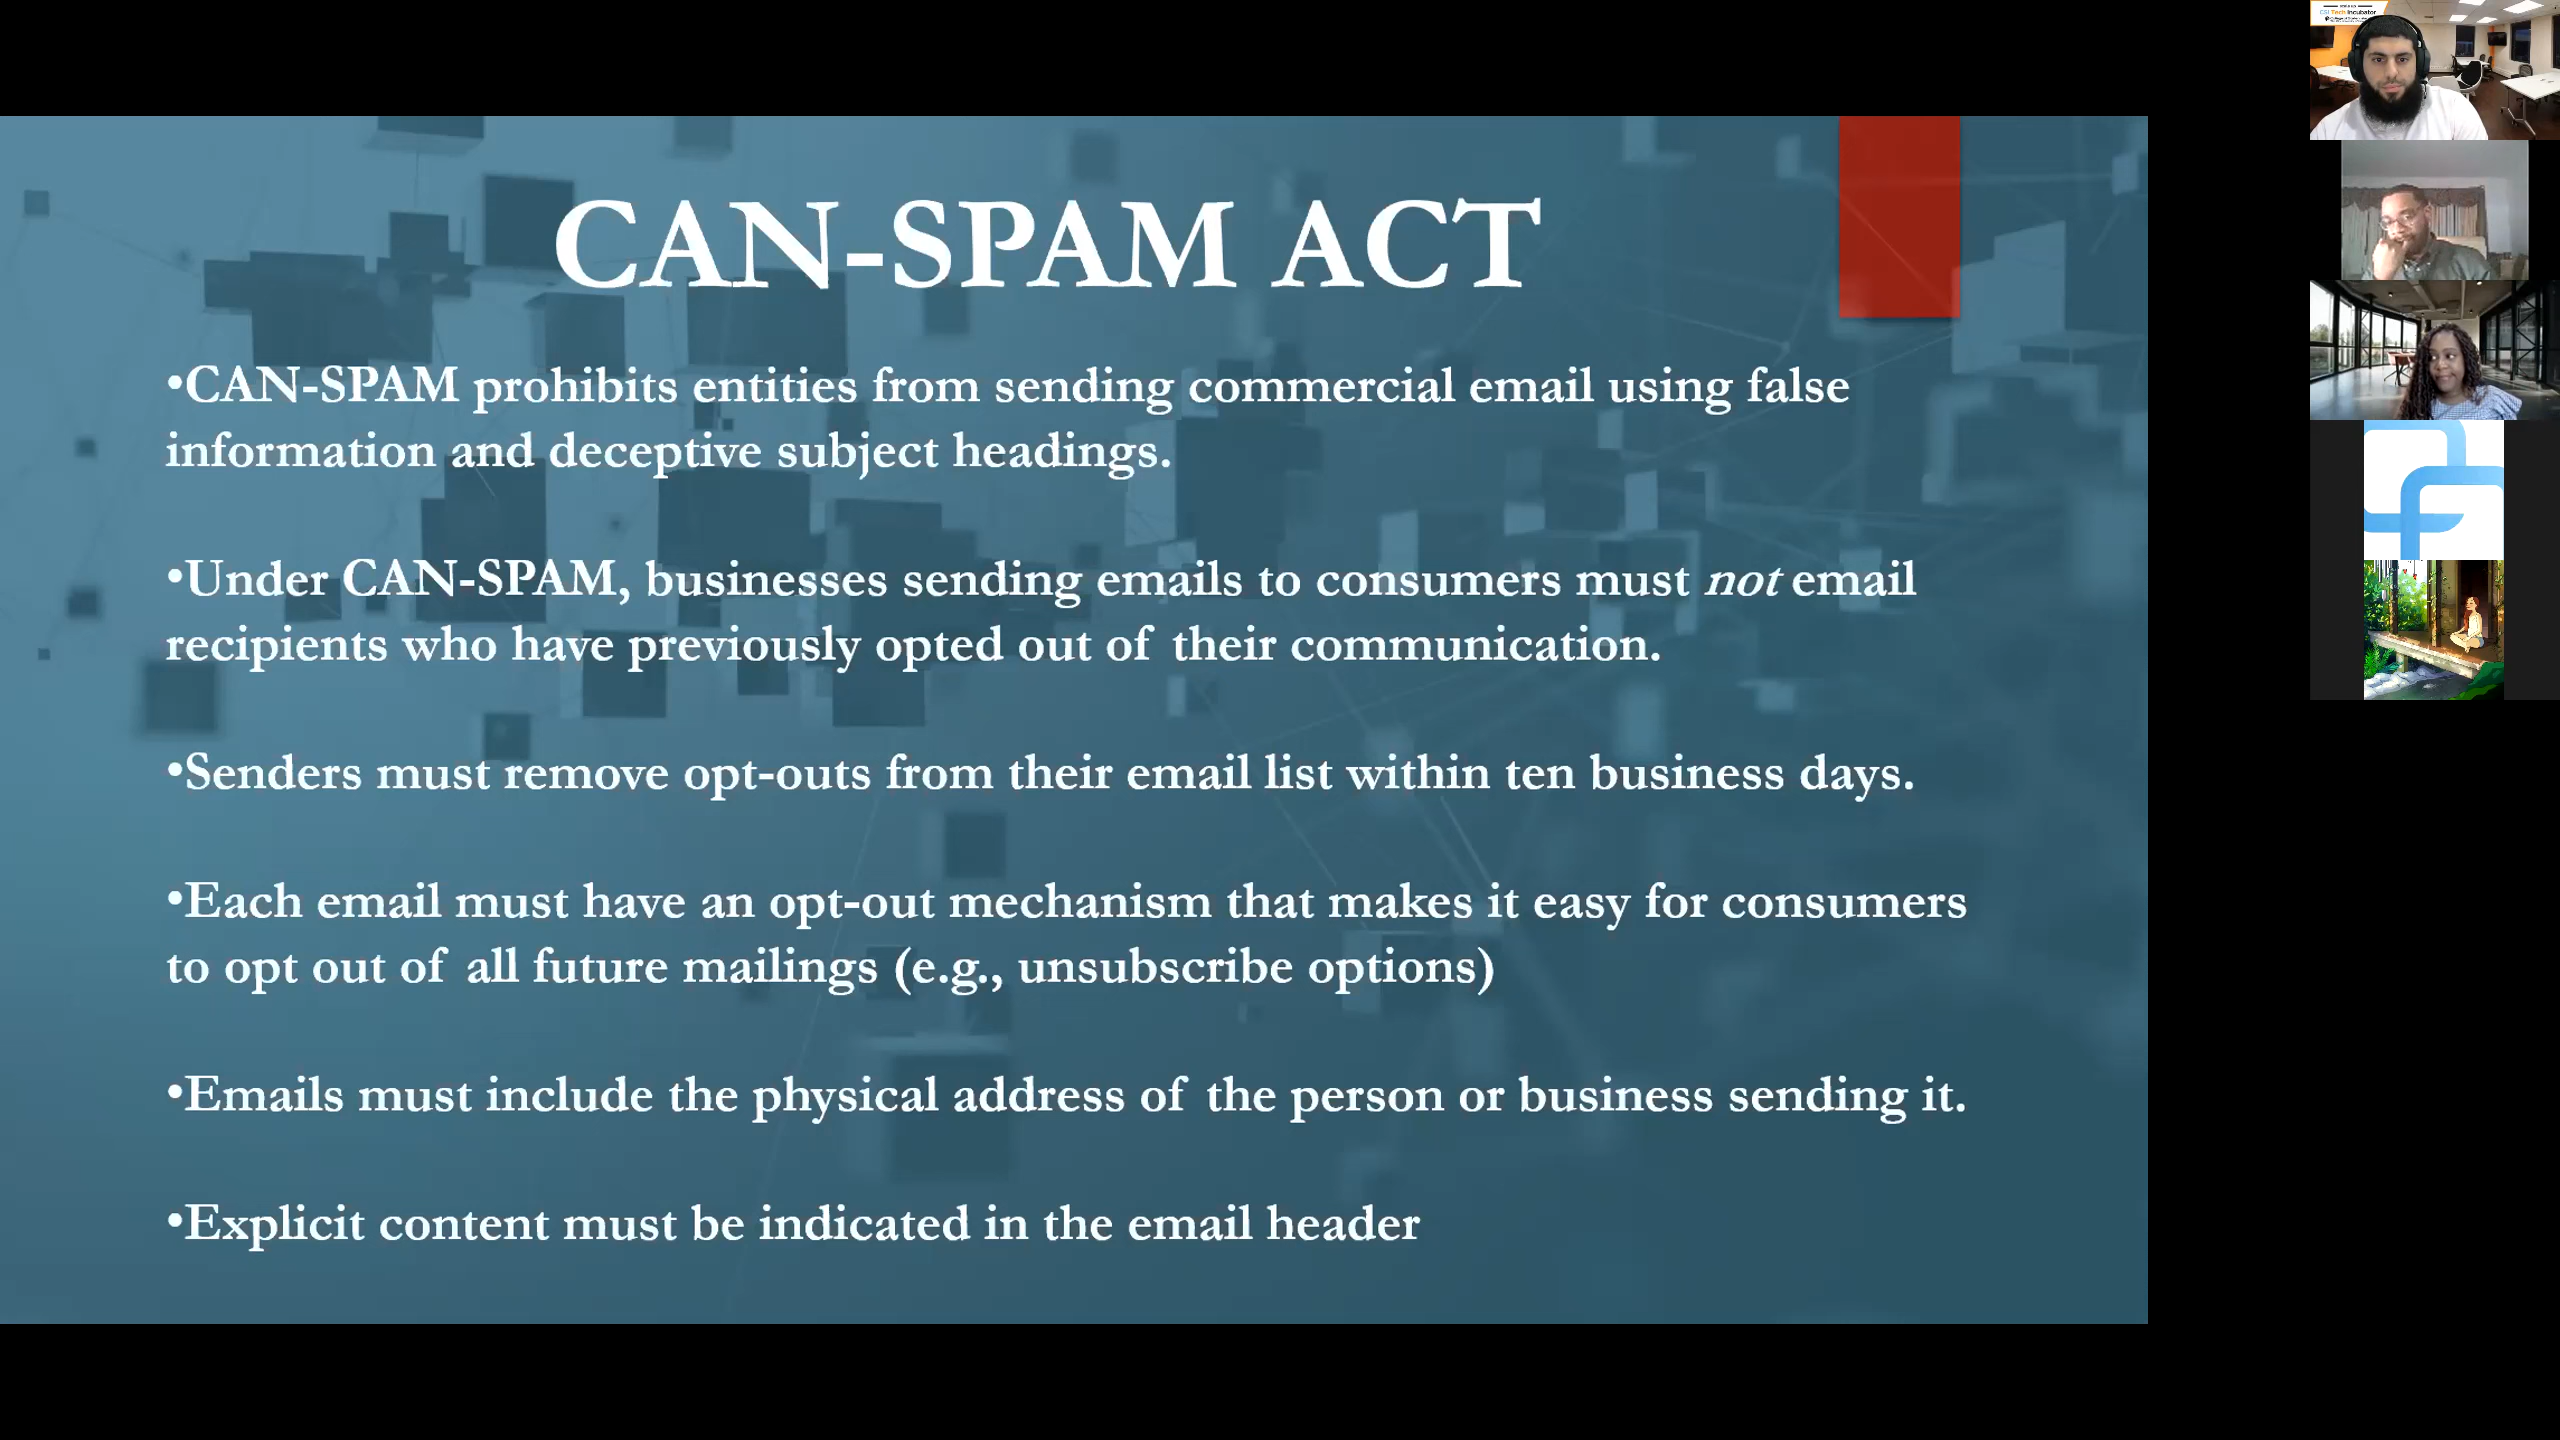 CAN-SPAM ACT
•CAN-SPAM prohibits entities from sending commercial email using false
information and deceptive subject headings.
•Under CAN-SPAM, businesses sending emails to consumers must not email
recipients who have previously opted out of their communication.
•Senders must remove opt-outs from their email list within ten business days.
•Each email must have an opt-out mechanism that makes it easy for consumers
to opt out of all future mailings (e.g., unsubscribe options)
•Emails must include the physical address of the person or business sending it.
•Explicit content must be indicated in the email header
CSI Tech Incubator